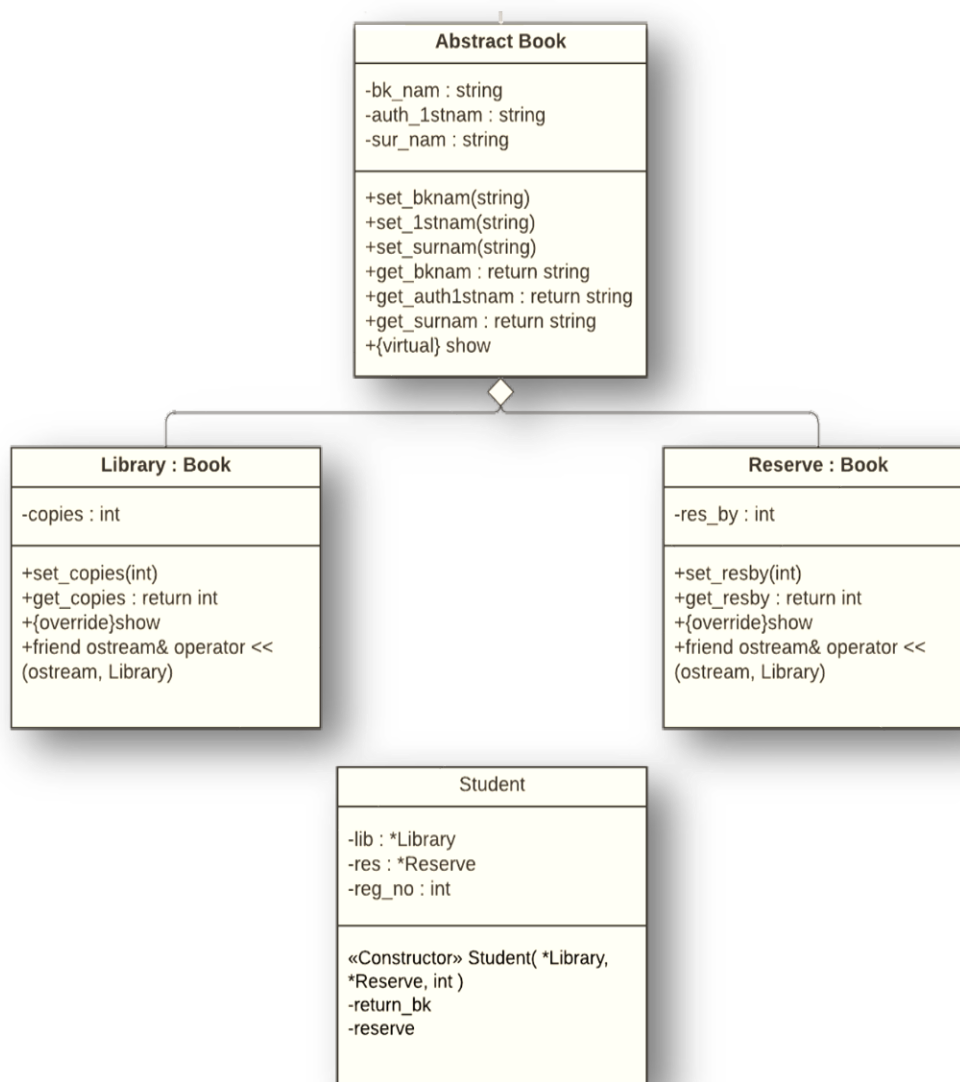 Abstract Book
-bk_nam : string
-auth_1stnam : string
-sur_nam : string
+set_bknam(string)
+set_1stnam(string)
+set_surnam(string)
+get_bknam : return string
+get_auth1stnam : return string
+get_surnam : return string
+{virtual} show
Library : Book
-copies : int
+set_copies(int)
+get_copies : return int
+{override}show
+friend ostream& operator <<
(ostream, Library)
Reserve : Book
-res_by : int
+set_resby(int)
+get_resby : return int
+{override}show
+friend ostream& operator <<
(ostream, Library)
Student
-lib : *Library
-res : *Reserve
-reg_no : int
«Constructor» Student( *Library,
*Reserve, int )
-return_bk
-reserve